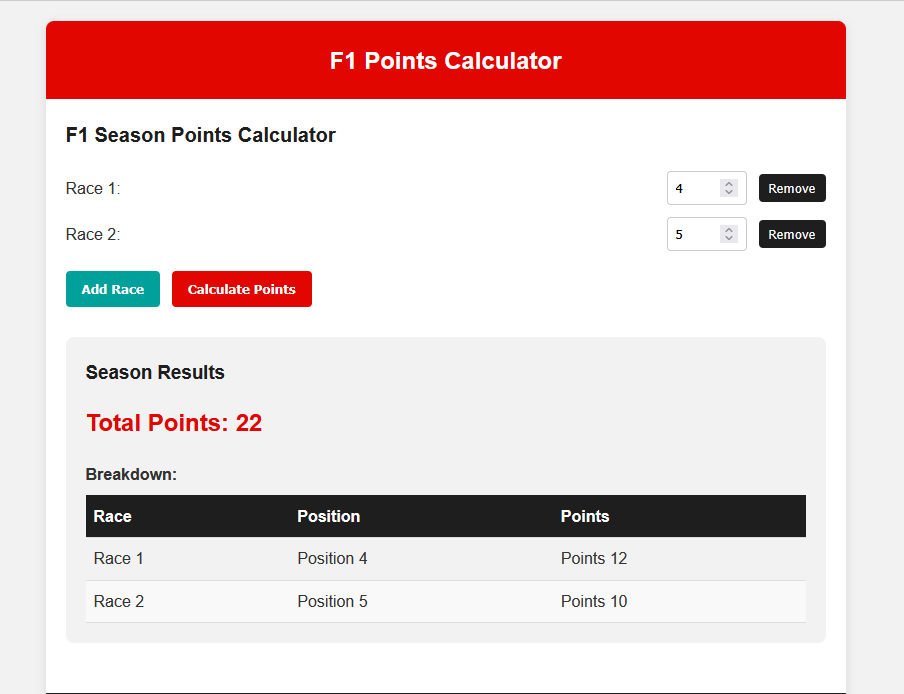 F1 Points Calculator
F1 Season Points Calculator
Race 1: 4 Remove
Race 2: 5 Remove
Add Race Calculate Points
Season Results
Total Points: 22
Breakdown:
Race Position Points
Race 1 Position 4 Points 12
Race 2 Position 5 Points 10